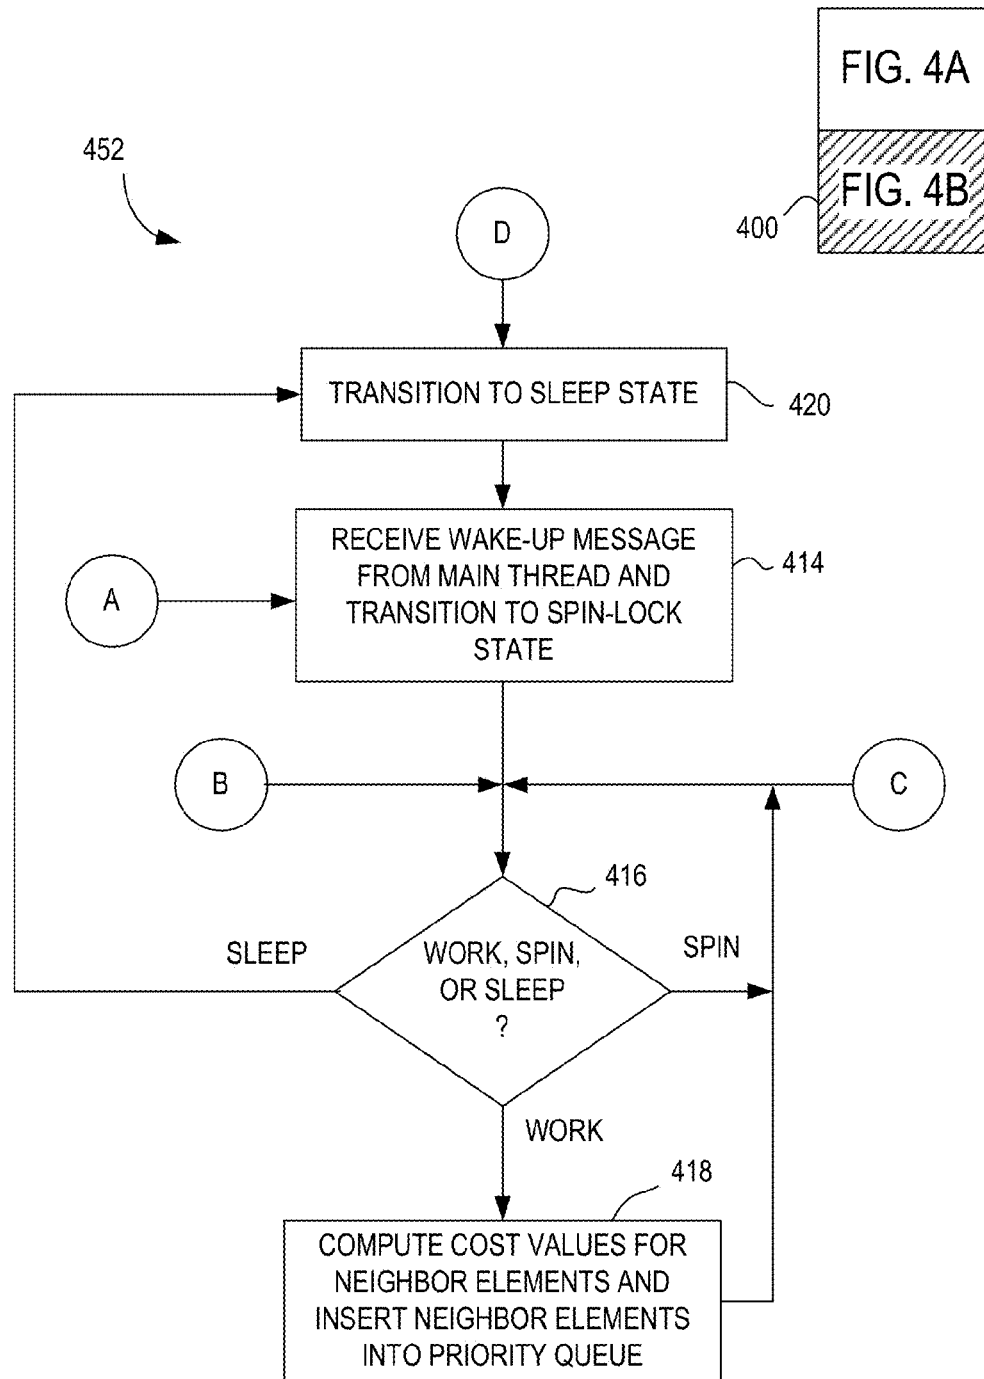 FIG. 4A
452
FIG. 4B
D
400
TRANSITION TO SLEEP STATE
420
RECEIVE WAKE-UP MESSAGE
FROM MAIN THREAD AND
TRANSITION TO SPIN-LOCK
STATE
414
A
B
C
416
SLEEP
WORK, SPIN,
OR SLEEP
?
SPIN
WORK
418
COMPUTE COST VALUES FOR
NEIGHBOR ELEMENTS AND
INSERT NEIGHBOR ELEMENTS
INTO PRIORITY QUEUE